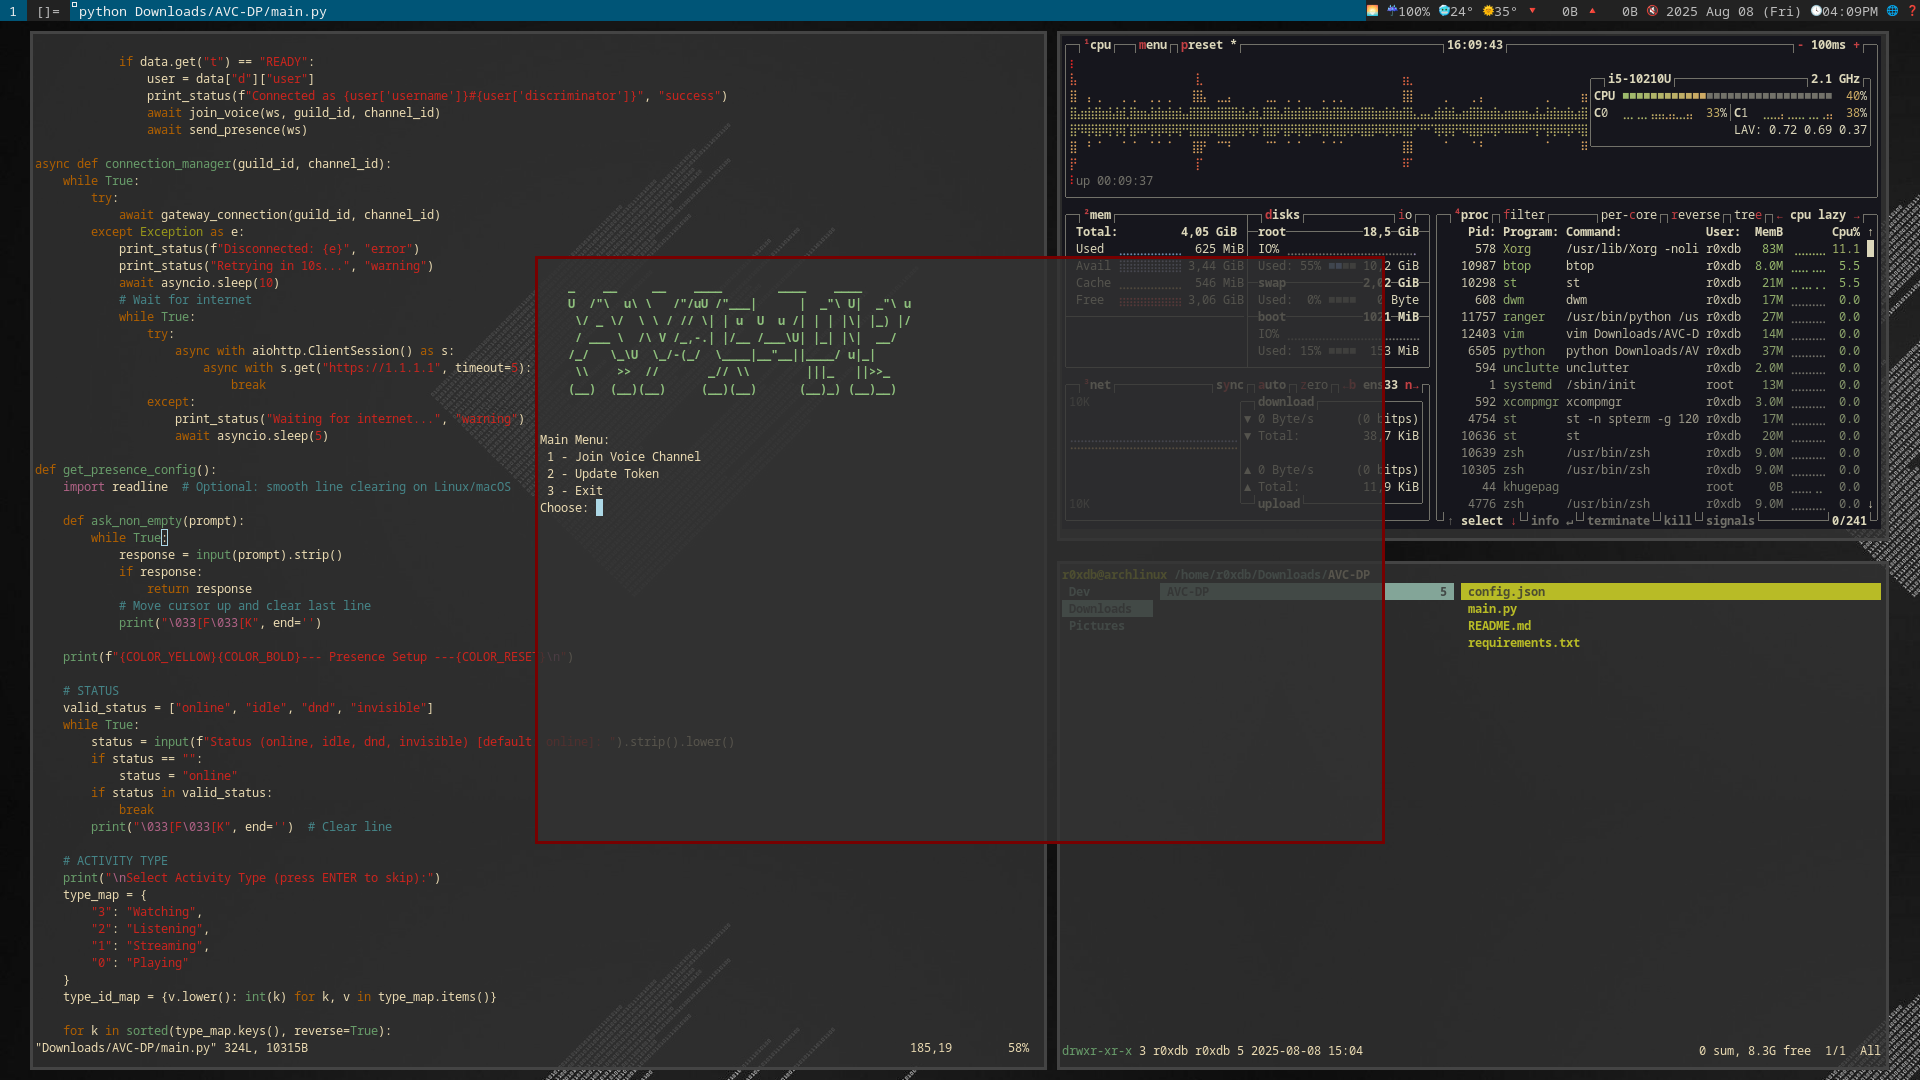 1 []= python Downloads/AVC-DP/main.py 100% 24° 35° 0B 0B 2025 Aug 08 (Fri) 04:09PM
if data.get("t") == "READY":
user = data["d"]["user"]
print_status(f"Connected as {user['username']}#{user['discriminator']}", "success")
await join_voice(ws, guild_id, channel_id)
await send_presence(ws)
async def connection_manager(guild_id, channel_id):
while True:
try:
await gateway_connection(guild_id, channel_id)
except Exception as e:
print_status(f"Disconnected: {e}", "error")
print_status("Retrying in 10s...", "warning")
await asyncio.sleep(10)
# Wait for internet
while True:
try:
async with aiohttp.ClientSession() as s:
async with s.get("https://1.1.1.1", timeout=5):
break
except:
print_status("Waiting for internet...", "warning")
await asyncio.sleep(5)
def get_presence_config():
import readline  # Optional: smooth line clearing on Linux/macOS
def ask_non_empty(prompt):
while True:
response = input(prompt).strip()
if response:
return response
# Move cursor up and clear last line
print("\033[F\033[K", end='')
print(f"{COLOR_YELLOW}{COLOR_BOLD}--- Presence Setup ---{COLOR_RESET}\n")
# STATUS
valid_status = ["online", "idle", "dnd", "invisible"]
while True:
status = input(f"Status (online, idle, dnd, invisible) [default: online]: ").strip().lower()
if status == "":
status = "online"
if status in valid_status:
break
print("\033[F\033[K", end='')  # Clear line
# ACTIVITY TYPE
print("\nSelect Activity Type (press ENTER to skip):")
type_map = {
"3": "Watching",
"2": "Listening",
"1": "Streaming",
"0": "Playing"
}
type_id_map = {v.lower(): int(k) for k, v in type_map.items()}
for k in sorted(type_map.keys(), reverse=True):
"Downloads/AVC-DP/main.py" 324L, 10315B 185,19 58%
Main Menu:
1 - Join Voice Channel
2 - Update Token
3 - Exit
Choose:
¹cpu menu preset * 16:09:43 - 100ms +
i5-10210U 2.1 GHz
CPU 40%
C0 33% C1 38%
LAV: 0.72 0.69 0.37
up 00:09:37
²mem disks io
Total: 4,05 GiB root 18,5 GiB
Used 625 MiB IO%
Avail 3,44 GiB Used: 55% 10,2 GiB
Cache 546 MiB swap 2,02 GiB
Free 3,06 GiB Used: 0% 0 Byte
boot 1021 MiB
IO%
Used: 15% 153 MiB
³net sync auto zero b ens33 n
10K download
▼ 0 Byte/s (0 bitps)
▼ Total: 38,7 KiB
▲ 0 Byte/s (0 bitps)
▲ Total: 11,9 KiB
10K upload
⁴proc filter per-core reverse tree ← cpu lazy →
Pid: Program: Command: User: MemB Cpu% ↑
578 Xorg /usr/lib/Xorg -noli r0xdb 83M 11.1
10987 btop btop r0xdb 8.0M 5.5
10298 st st r0xdb 21M 5.5
608 dwm dwm r0xdb 17M 0.0
11757 ranger /usr/bin/python /us r0xdb 27M 0.0
12403 vim vim Downloads/AVC-D r0xdb 14M 0.0
6505 python python Downloads/AV r0xdb 37M 0.0
594 unclutte unclutter r0xdb 2.0M 0.0
1 systemd /sbin/init root 13M 0.0
592 xcompmgr xcompmgr r0xdb 3.0M 0.0
4754 st st -n spterm -g 120 r0xdb 17M 0.0
10636 st st r0xdb 20M 0.0
10639 zsh /usr/bin/zsh r0xdb 9.0M 0.0
10305 zsh /usr/bin/zsh r0xdb 9.0M 0.0
44 khugepag root 0B 0.0
4776 zsh /usr/bin/zsh r0xdb 9.0M 0.0 ↓
↑ select ↓ info ↵ terminate kill signals 0/241
r0xdb@archlinux /home/r0xdb/Downloads/AVC-DP
Dev AVC-DP 5 config.json
Downloads main.py
Pictures README.md
requirements.txt
drwxr-xr-x 3 r0xdb r0xdb 5 2025-08-08 15:04 0 sum, 8.3G free 1/1 All